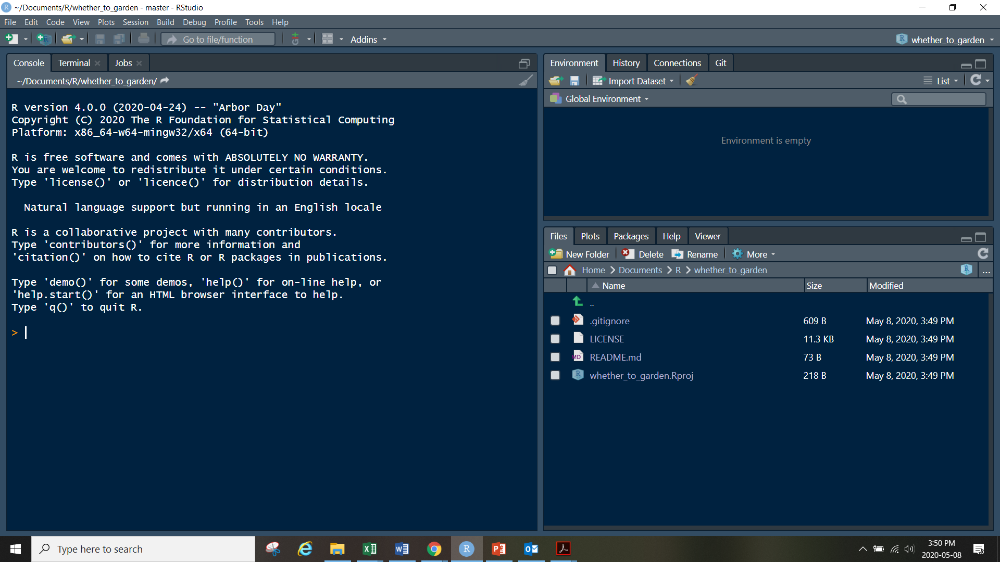 ~/Documents/R/whether_to_garden - master - RStudio
File Edit Code View Plots Session Build Debug Profile Tools Help
Go to file/function Addins whether_to_garden
Console Terminal Jobs
~/Documents/R/whether_to_garden/
R version 4.0.0 (2020-04-24) -- "Arbor Day"
Copyright (C) 2020 The R Foundation for Statistical Computing
Platform: x86_64-w64-mingw32/x64 (64-bit)
R is free software and comes with ABSOLUTELY NO WARRANTY.
You are welcome to redistribute it under certain conditions.
Type 'license()' or 'licence()' for distribution details.
Natural language support but running in an English locale
R is a collaborative project with many contributors.
Type 'contributors()' for more information and
'citation()' on how to cite R or R packages in publications.
Type 'demo()' for some demos, 'help()' for on-line help, or
'help.start()' for an HTML browser interface to help.
Type 'q()' to quit R.
>
Environment History Connections Git
Import Dataset List
Global Environment
Environment is empty
Files Plots Packages Help Viewer
New Folder Delete Rename More
Home Documents R whether_to_garden ...
Name Size Modified
..
.gitignore 609 B May 8, 2020, 3:49 PM
LICENSE 11.3 KB May 8, 2020, 3:49 PM
README.md 73 B May 8, 2020, 3:49 PM
whether_to_garden.Rproj 218 B May 8, 2020, 3:49 PM
Type here to search
3:50 PM
2020-05-08